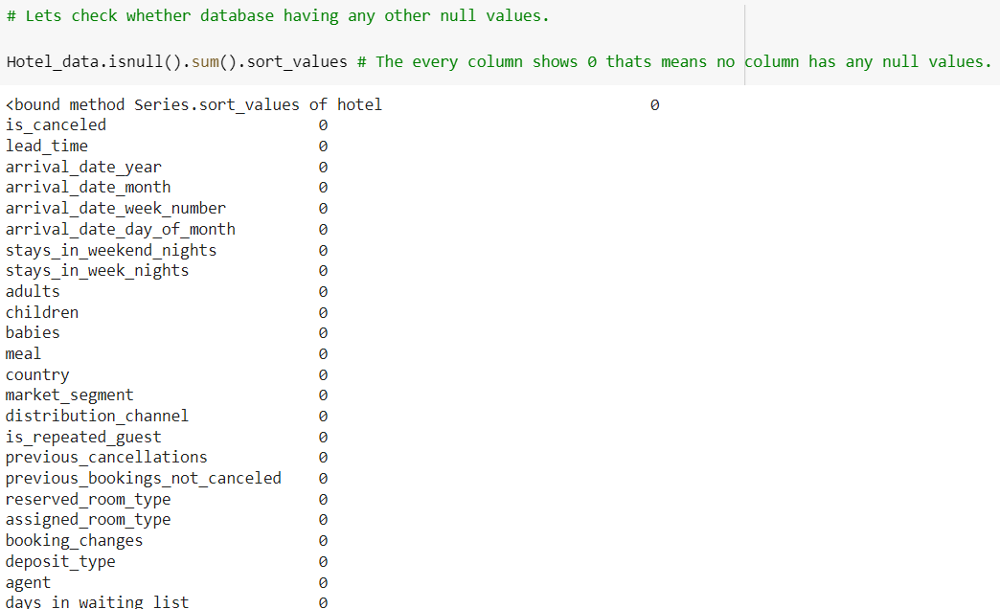 # Lets check whether database having any other null values.
Hotel_data.isnull().sum().sort_values # The every column shows 0 thats means no column has any null values.
<bound method Series.sort_values of hotel 0
is_canceled 0
lead_time 0
arrival_date_year 0
arrival_date_month 0
arrival_date_week_number 0
arrival_date_day_of_month 0
stays_in_weekend_nights 0
stays_in_week_nights 0
adults 0
children 0
babies 0
meal 0
country 0
market_segment 0
distribution_channel 0
is_repeated_guest 0
previous_cancellations 0
previous_bookings_not_canceled 0
reserved_room_type 0
assigned_room_type 0
booking_changes 0
deposit_type 0
agent 0
days_in_waiting_list 0